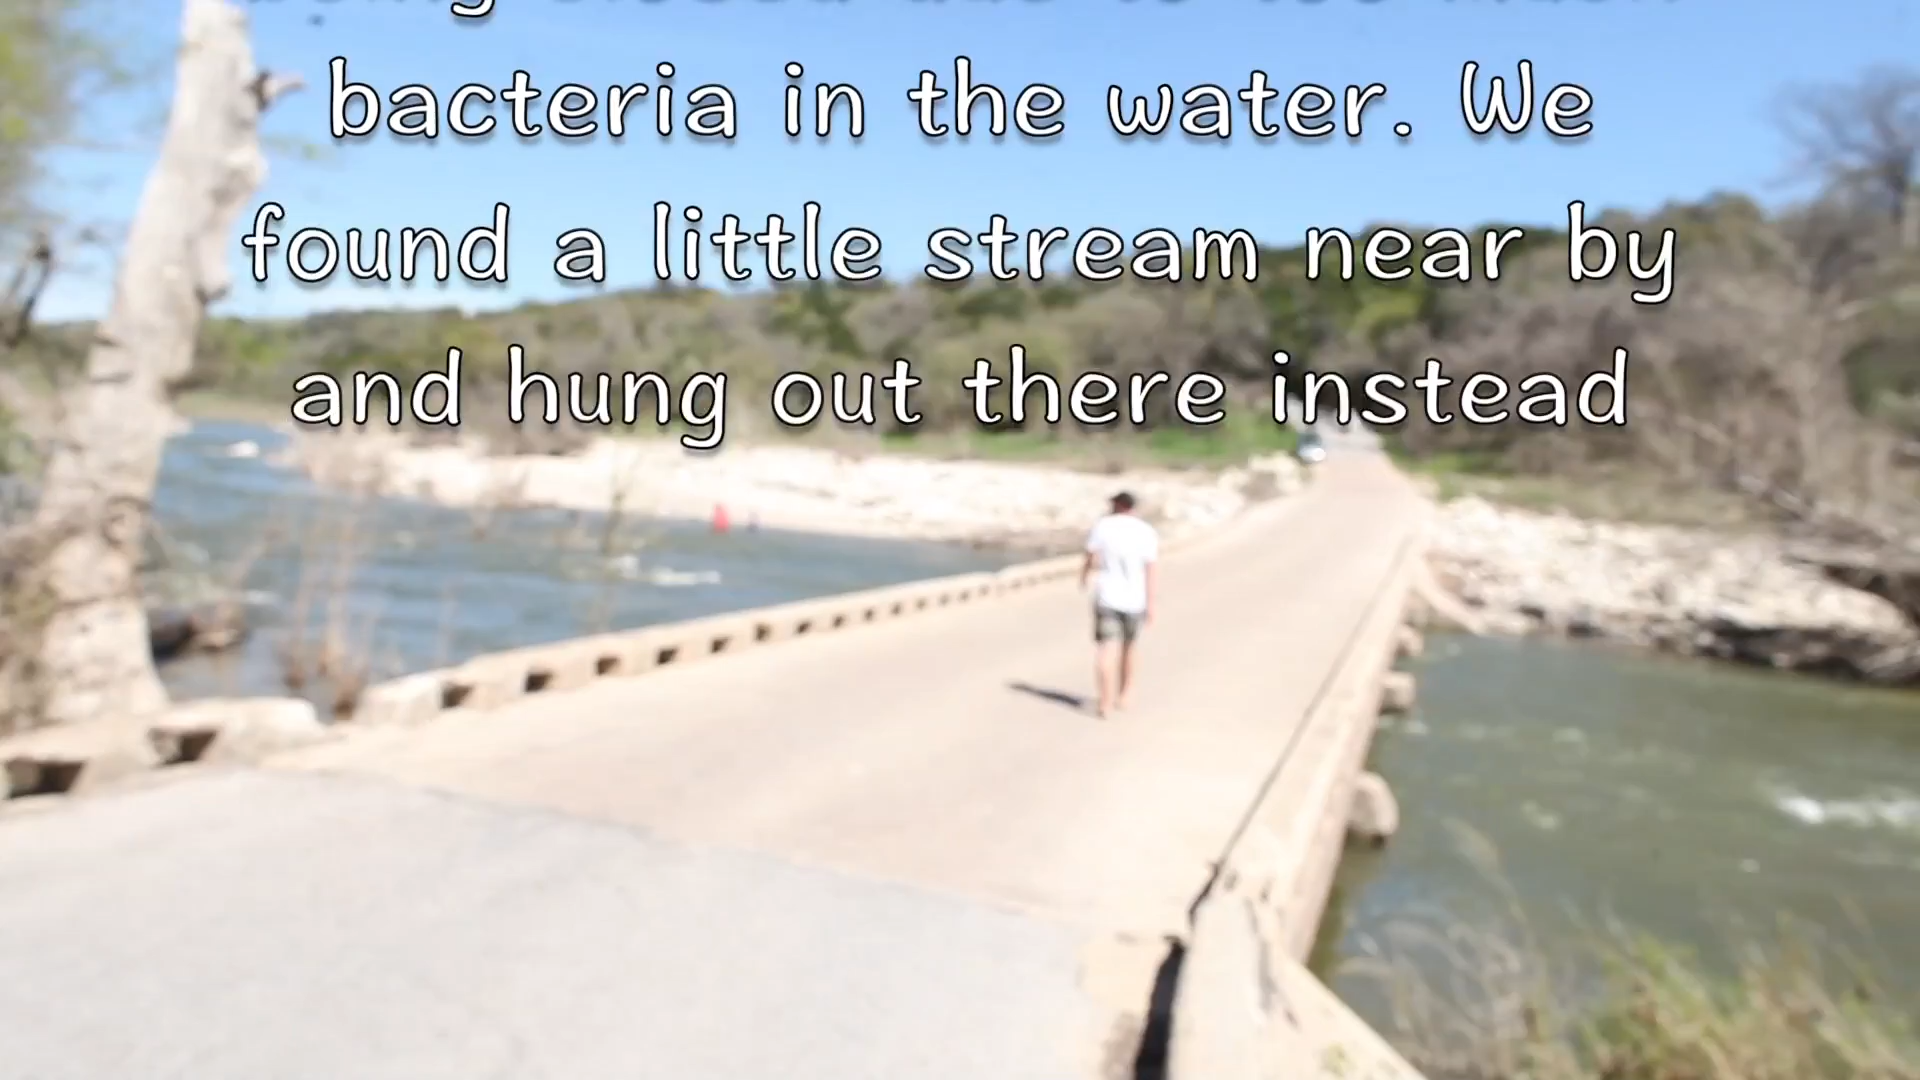 bacteria in the water. We
found a little stream near by
and hung out there instead